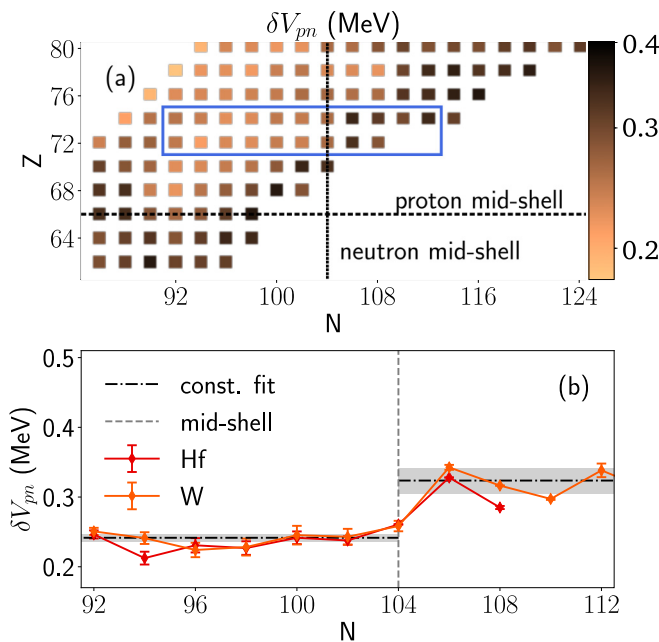 δV_pn (MeV)
(a)
80
76
72
68
64
Z
proton mid-shell
neutron mid-shell
92
100
108
116
124
N
0.4
0.3
0.2
(b)
0.5
0.4
0.3
0.2
δV_pn (MeV)
const. fit
mid-shell
Hf
W
92
96
100
104
108
112
N